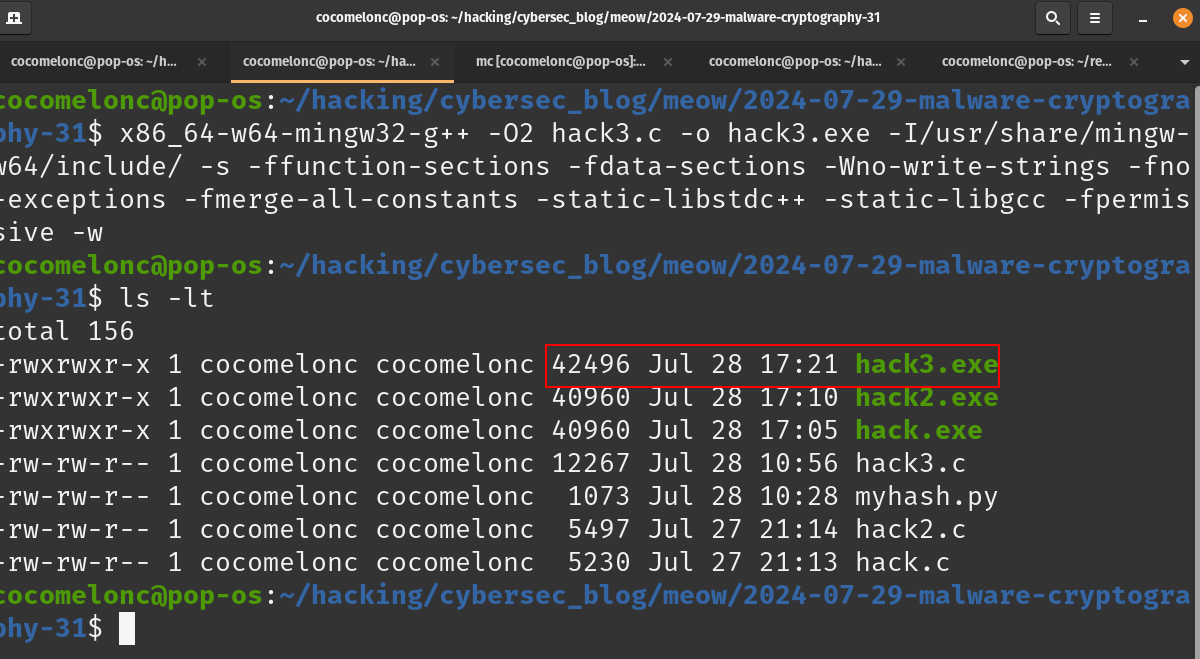 cocomelonc@pop-os: ~/hacking/cybersec_blog/meow/2024-07-29-malware-cryptography-31
cocomelonc@pop-os: ~/h... × cocomelonc@pop-os: ~/ha... × mc [cocomelonc@pop-os]:... × cocomelonc@pop-os: ~/ha... × cocomelonc@pop-os: ~/re... ×
cocomelonc@pop-os:~/hacking/cybersec_blog/meow/2024-07-29-malware-cryptogra
phy-31$ x86_64-w64-mingw32-g++ -O2 hack3.c -o hack3.exe -I/usr/share/mingw-
w64/include/ -s -ffunction-sections -fdata-sections -Wno-write-strings -fno
-exceptions -fmerge-all-constants -static-libstdc++ -static-libgcc -fpermis
sive -w
cocomelonc@pop-os:~/hacking/cybersec_blog/meow/2024-07-29-malware-cryptogra
phy-31$ ls -lt
total 156
-rwxrwxr-x 1 cocomelonc cocomelonc 42496 Jul 28 17:21 hack3.exe
-rwxrwxr-x 1 cocomelonc cocomelonc 40960 Jul 28 17:10 hack2.exe
-rwxrwxr-x 1 cocomelonc cocomelonc 40960 Jul 28 17:05 hack.exe
-rw-rw-r-- 1 cocomelonc cocomelonc 12267 Jul 28 10:56 hack3.c
-rw-rw-r-- 1 cocomelonc cocomelonc  1073 Jul 28 10:28 myhash.py
-rw-rw-r-- 1 cocomelonc cocomelonc  5497 Jul 27 21:14 hack2.c
-rw-rw-r-- 1 cocomelonc cocomelonc  5230 Jul 27 21:13 hack.c
cocomelonc@pop-os:~/hacking/cybersec_blog/meow/2024-07-29-malware-cryptogra
phy-31$